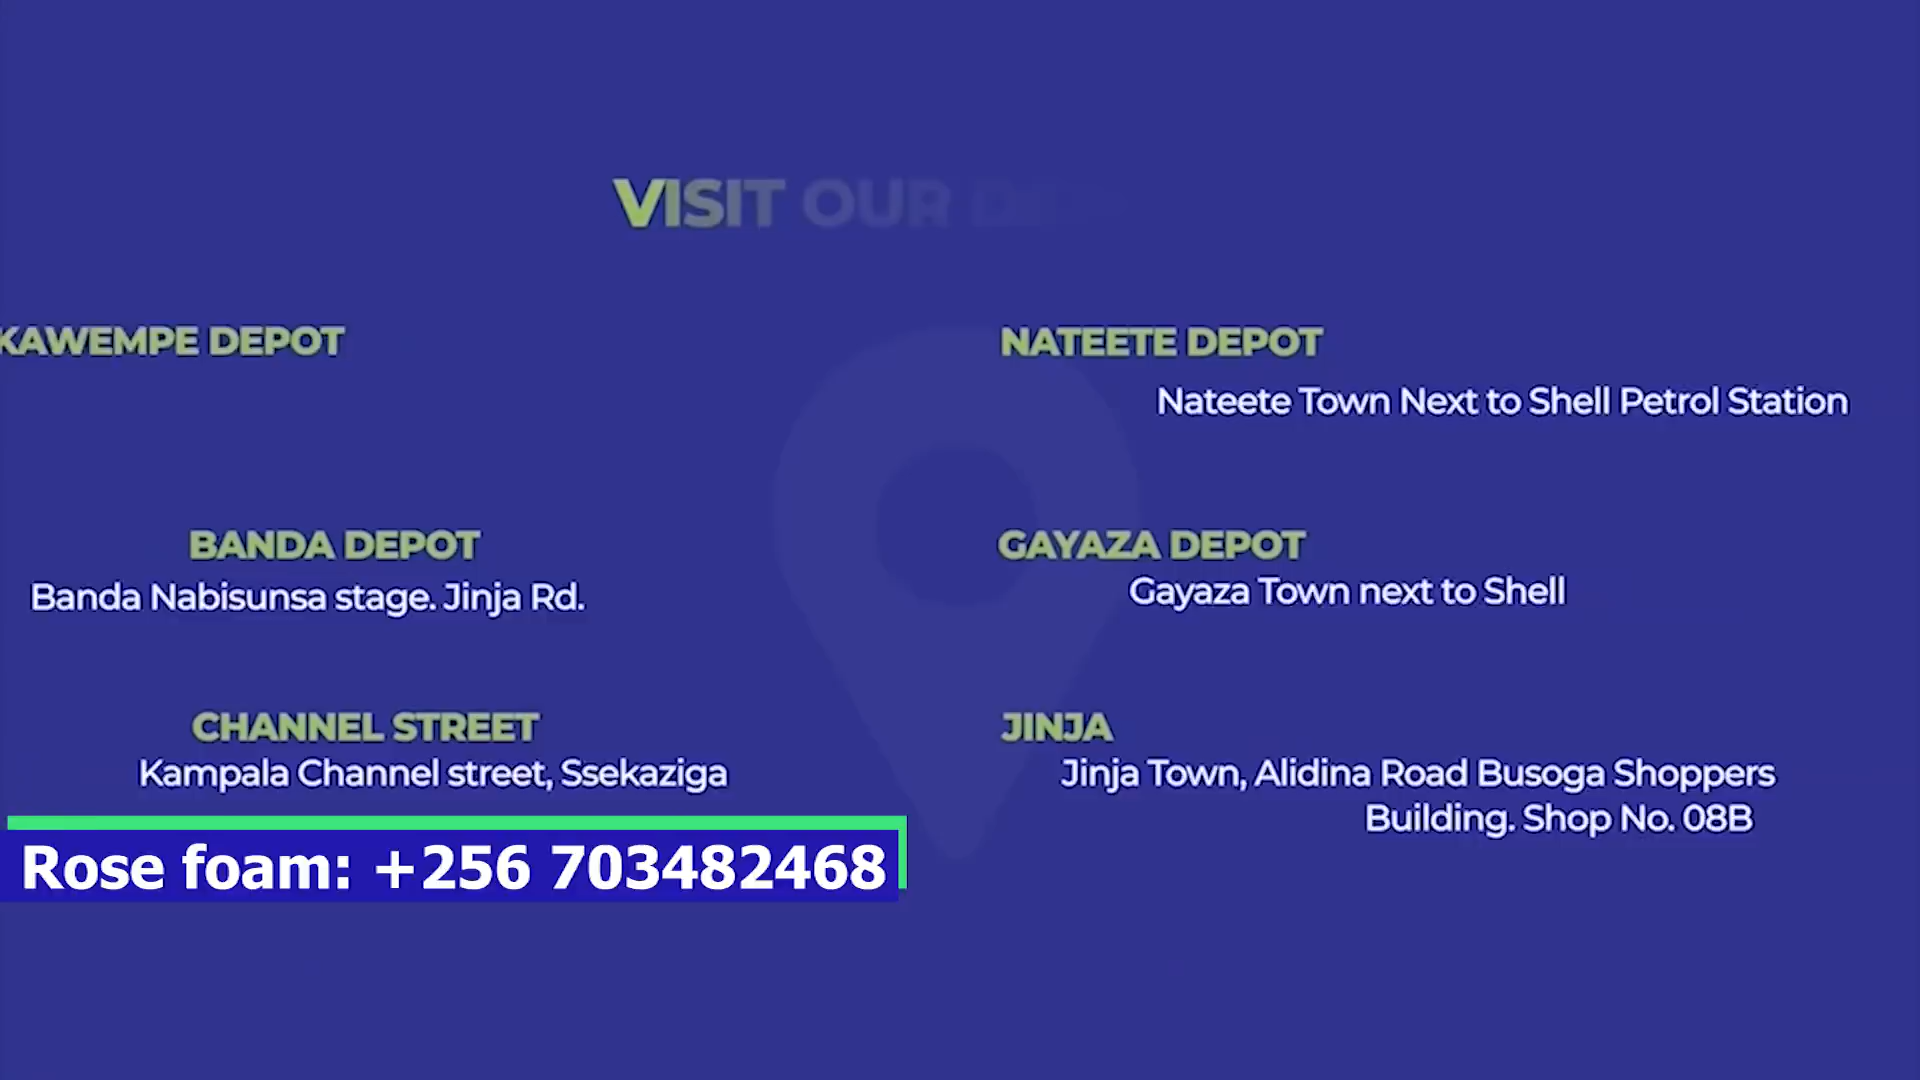 VISIT OUR DE
KAWEMPE DEPOT
NATEETE DEPOT
Nateete Town Next to Shell Petrol Station
BANDA DEPOT
Banda Nabisunsa stage. Jinja Rd.
GAYAZA DEPOT
Gayaza Town next to Shell
CHANNEL STREET
Kampala Channel street, Ssekaziga
JINJA
Jinja Town, Alidina Road Busoga Shoppers
Building. Shop No. 08B
Rose foam: +256 703482468